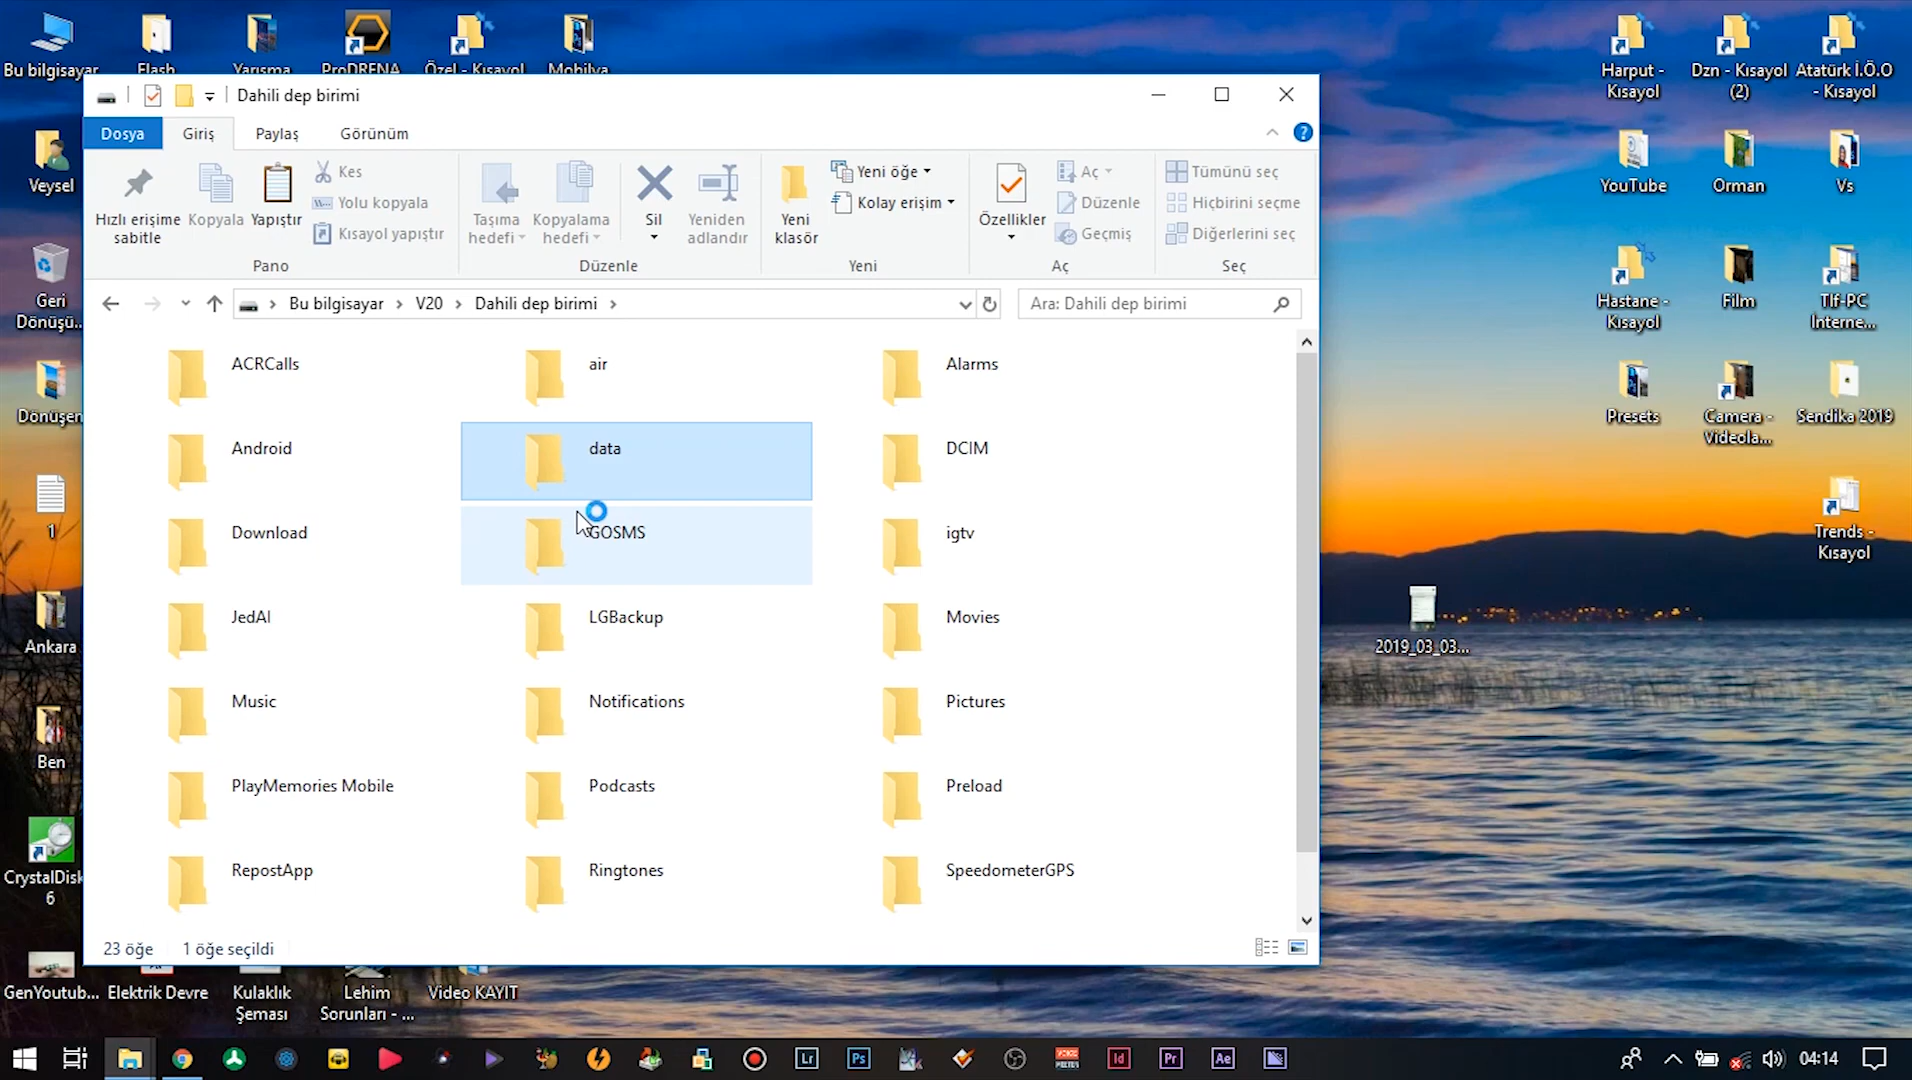 Bu bilgisayar
Flash
Yarışma
ProDRENA
Özel - Kısayol
Mobilya
Harput -
Kısayol
Dzn - Kısayol
(2)
Atatürk İ.Ö.O
- Kısayol
Dahili dep birimi
Dosya
Giriş
Paylaş
Görünüm
Hızlı erişime
sabitle
Kopyala
Yapıştır
Kes
Yolu kopyala
Kısayol yapıştır
Pano
Taşıma
hedefi
Kopyalama
hedefi
Sil
Yeniden
adlandır
Düzenle
Yeni
klasör
Yeni öğe
Kolay erişim
Yeni
Özellikler
Aç
Düzenle
Geçmiş
Aç
Tümünü seç
Hiçbirini seçme
Diğerlerini seç
Seç
Bu bilgisayar
V20
Dahili dep birimi
Ara: Dahili dep birimi
ACRCalls
air
Alarms
Android
data
DCIM
Download
GOSMS
igtv
JedAI
LGBackup
Movies
Music
Notifications
Pictures
PlayMemories Mobile
Podcasts
Preload
RepostApp
Ringtones
SpeedometerGPS
23 öğe
1 öğe seçildi
Veysel
Geri
Dönüşü...
Dönüşen
1
Ankara
Ben
CrystalDisk
6
GenYoutub...
Elektrik Devre
Kulaklık
Şeması
Lehim
Sorunları - ...
Video KAYIT
YouTube
Orman
Vs
Hastane -
Kısayol
Film
Tlf-PC
İnterne...
Presets
Camera -
Videola...
Sendika 2019
Trends -
Kısayol
2019_03_03...
Lr
Ps
Id
Pr
Ae
04:14